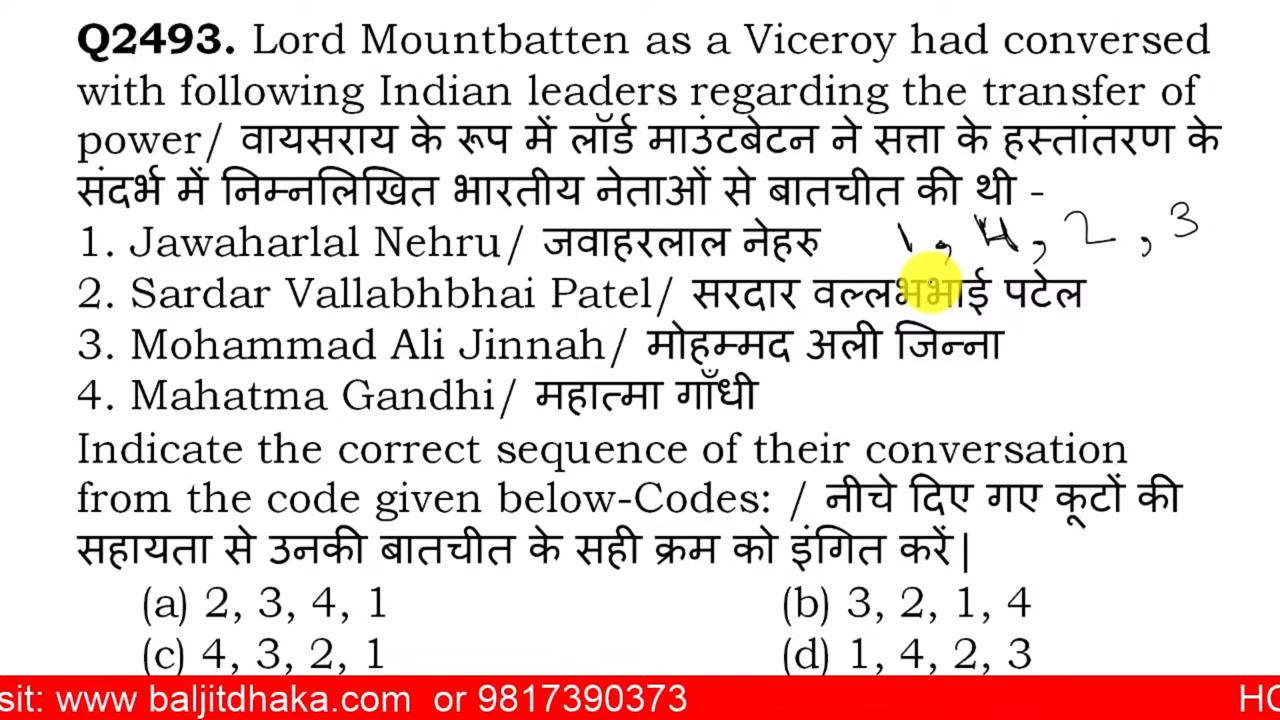 Q2493. Lord Mountbatten as a Viceroy had conversed
with following Indian leaders regarding the transfer of
power/ वायसराय के रूप में लॉर्ड माउंटबेटन ने सत्ता के हस्तांतरण के
संदर्भ में निम्नलिखित भारतीय नेताओं से बातचीत की थी -
1. Jawaharlal Nehru/ जवाहरलाल नेहरु 1, 4, 2, 3
2. Sardar Vallabhbhai Patel/ सरदार वल्लभभाई पटेल
3. Mohammad Ali Jinnah/ मोहम्मद अली जिन्ना
4. Mahatma Gandhi/ महात्मा गाँधी
Indicate the correct sequence of their conversation
from the code given below-Codes: / नीचे दिए गए कूटों की
सहायता से उनकी बातचीत के सही क्रम को इंगित करें|
(a) 2, 3, 4, 1 (b) 3, 2, 1, 4
(c) 4, 3, 2, 1 (d) 1, 4, 2, 3
sit: www baljitdhaka.com or 9817390373 HO